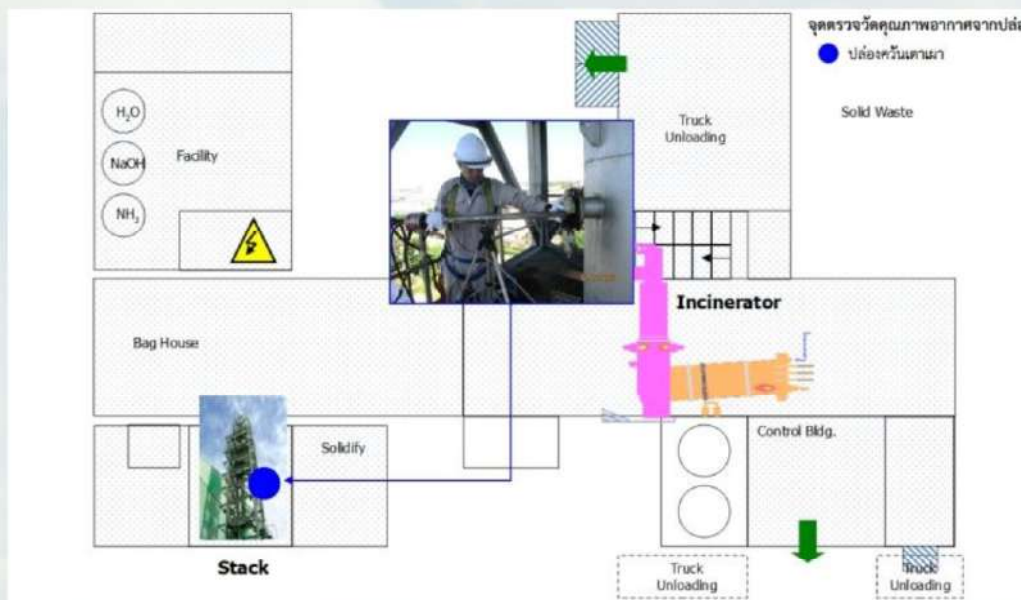 จุดตรวจวัดคุณภาพอากาศจากปล่อ
ปล่องควันเตาเผา
Solid Waste
Truck
Unloading
H₂O
NaOH
NH₃
Facility
Incinerator
Bag House
Solidify
Control Bldg.
Stack
Truck
Unloading
Truck
Unloading